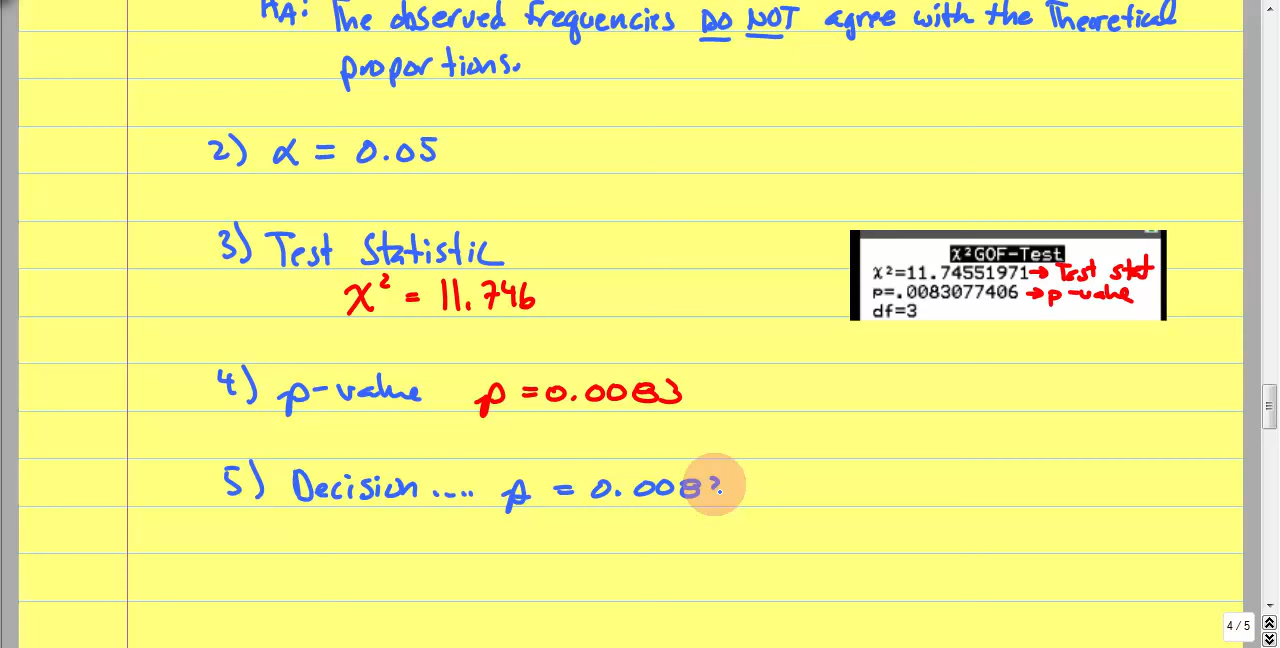 HA: The observed frequencies DO NOT agree with the Theoretical
proportions.
2) α = 0.05
3) Test Statistic
χ² = 11.746
χ²GOF-Test
χ²=11.74551971 → Test stat
p=.0083077406 → p-value
df=3
4) p-value p = 0.0083
5) Decision.... p = 0.008
4 / 5